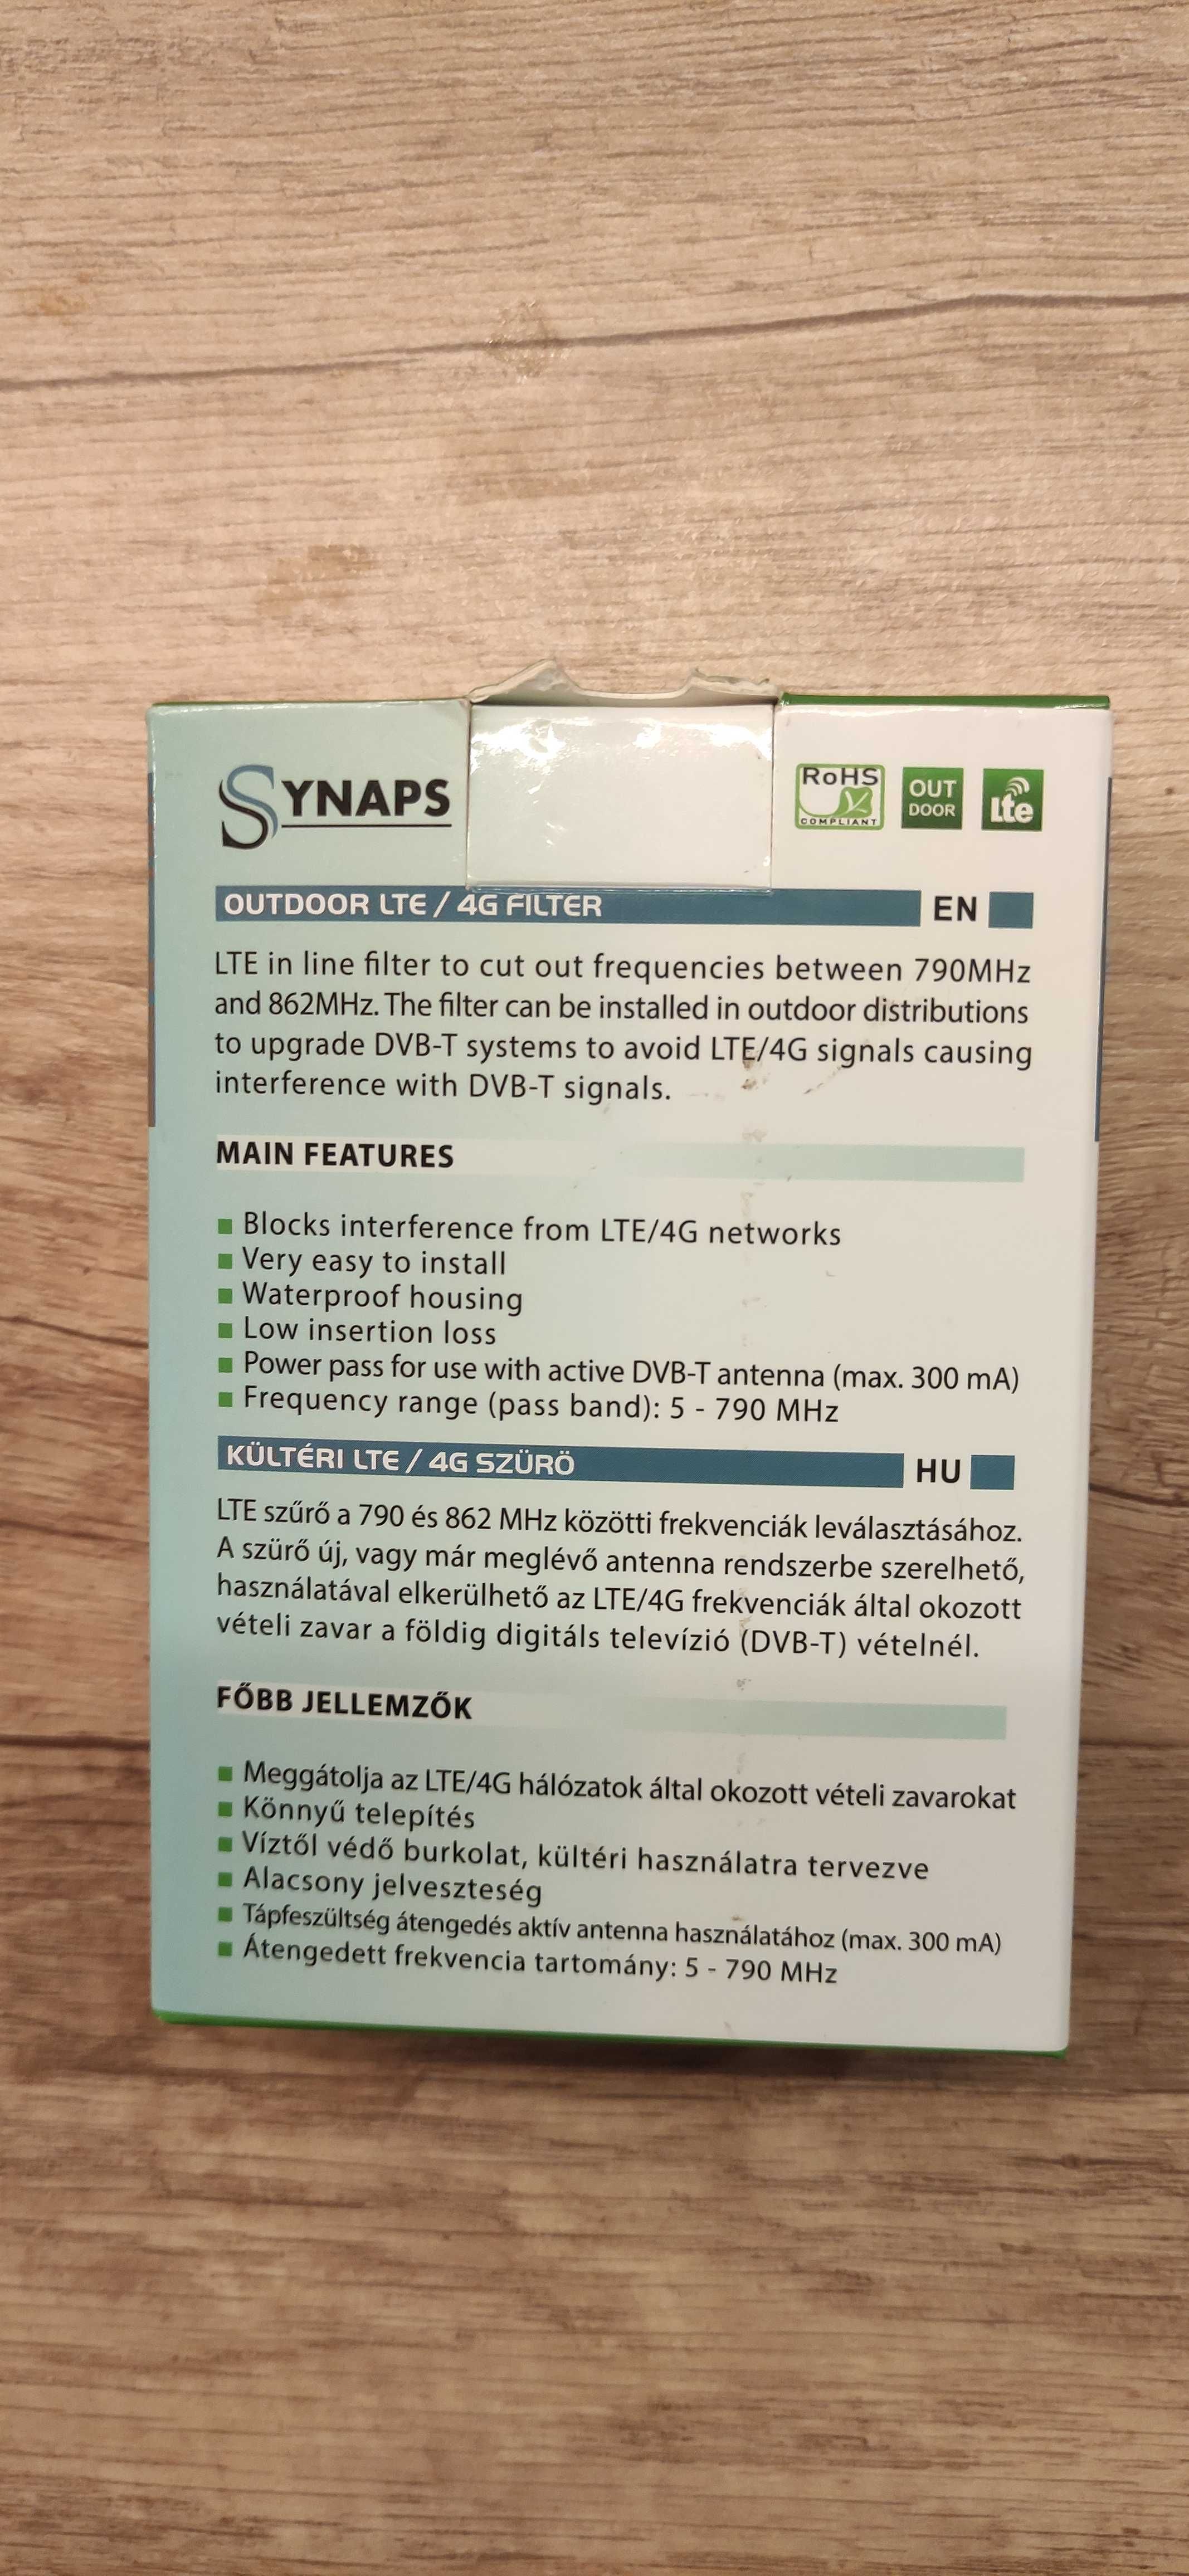 SYNAPS
RoHS
COMPLIANT
OUT
DOOR
Lte
OUTDOOR LTE / 4G FILTER EN
LTE in line filter to cut out frequencies between 790MHz
and 862MHz. The filter can be installed in outdoor distributions
to upgrade DVB-T systems to avoid LTE/4G signals causing
interference with DVB-T signals.
MAIN FEATURES
Blocks interference from LTE/4G networks
Very easy to install
Waterproof housing
Low insertion loss
Power pass for use with active DVB-T antenna (max. 300 mA)
Frequency range (pass band): 5 - 790 MHz
KÜLTÉRI LTE / 4G SZÜRÖ HU
LTE szűrő a 790 és 862 MHz közötti frekvenciák leválasztásához.
A szürő új, vagy már meglévő antenna rendszerbe szerelhető,
használatával elkerülhető az LTE/4G frekvenciák által okozott
vételi zavar a földig digitáls televízió (DVB-T) vételnél.
FŐBB JELLEMZŐK
Meggátolja az LTE/4G hálózatok által okozott vételi zavarokat
Könnyű telepítés
Víztől védő burkolat, kültéri használatra tervezve
Alacsony jelveszteség
Tápfeszültség átengedés aktív antenna használatához (max. 300 mA)
Átengedett frekvencia tartomány: 5 - 790 MHz